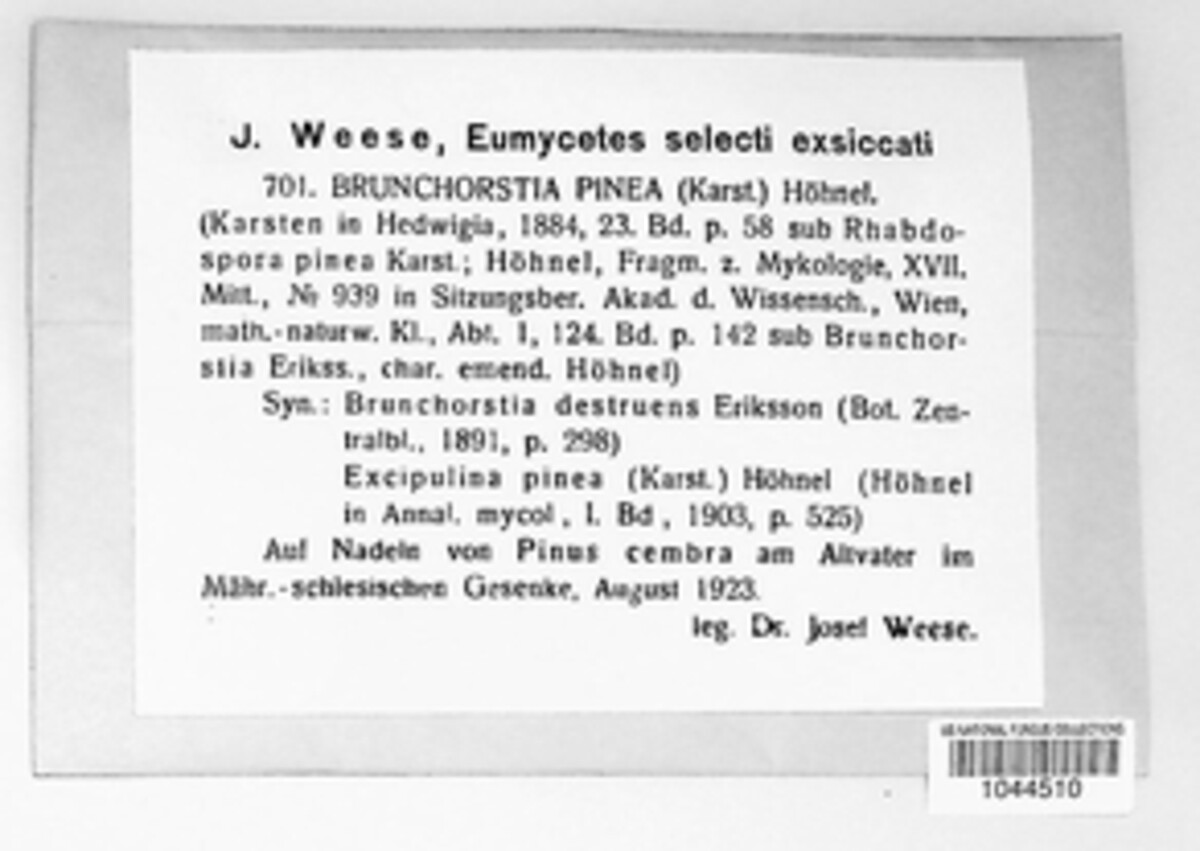 J. Weese, Eumycetes selecti exsiccati
701. BRUNCHORSTIA PINEA (Karst.) Höhnel.
(Karsten in Hedwigia, 1884, 23. Bd. p. 58 sub Rhabdo-
spora pinea Karst.; Höhnel, Fragm. z. Mykologie, XVII.
Mitt., № 939 in Sitzungsber. Akad. d. Wissensch., Wien,
math.-naturw. Kl., Abt. I, 124. Bd. p. 142 sub Brunchor-
stia Erikss., char. emend. Höhnel)
Syn.: Brunchorstia destruens Eriksson (Bot. Zen-
tralbl., 1891, p. 298)
Excipulina pinea (Karst.) Höhnel (Höhnel
in Annal. mycol., I. Bd., 1903, p. 525)
Auf Nadeln von Pinus cembra am Altvater im
Mähr.-schlesischen Gesenke, August 1923.
leg. Dr. Josef Weese.
US NATIONAL FUNGUS COLLECTIONS
1044510